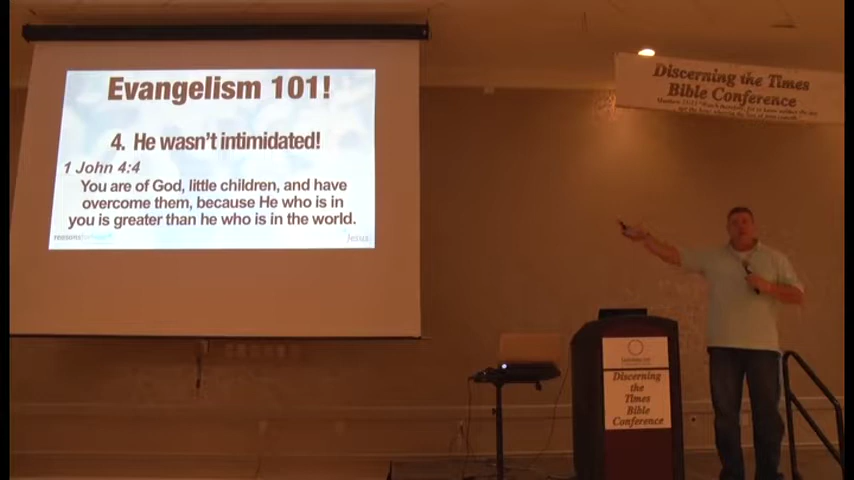 Evangelism 101!
4. He wasn't intimidated!
1 John 4:4
You are of God, little children, and have
overcome them, because He who is in
you is greater than he who is in the world.
Jesus
Discerning the Times
Bible Conference
Discerning
the
Times
Bible
Conference